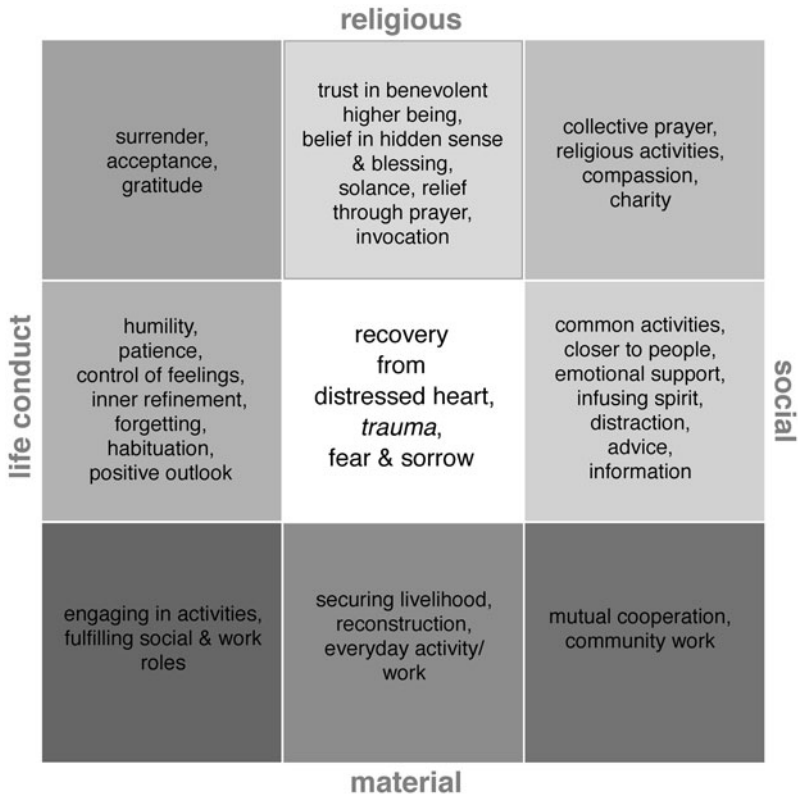 religious
surrender,
acceptance,
gratitude
trust in benevolent
higher being,
belief in hidden sense
& blessing,
solance, relief
through prayer,
invocation
collective prayer,
religious activities,
compassion,
charity
life conduct
humility,
patience,
control of feelings,
inner refinement,
forgetting,
habituation,
positive outlook
recovery
from
distressed heart,
trauma,
fear & sorrow
common activities,
closer to people,
emotional support,
infusing spirit,
distraction,
advice,
information
social
engaging in activities,
fulfilling social & work
roles
securing livelihood,
reconstruction,
everyday activity/
work
mutual cooperation,
community work
material